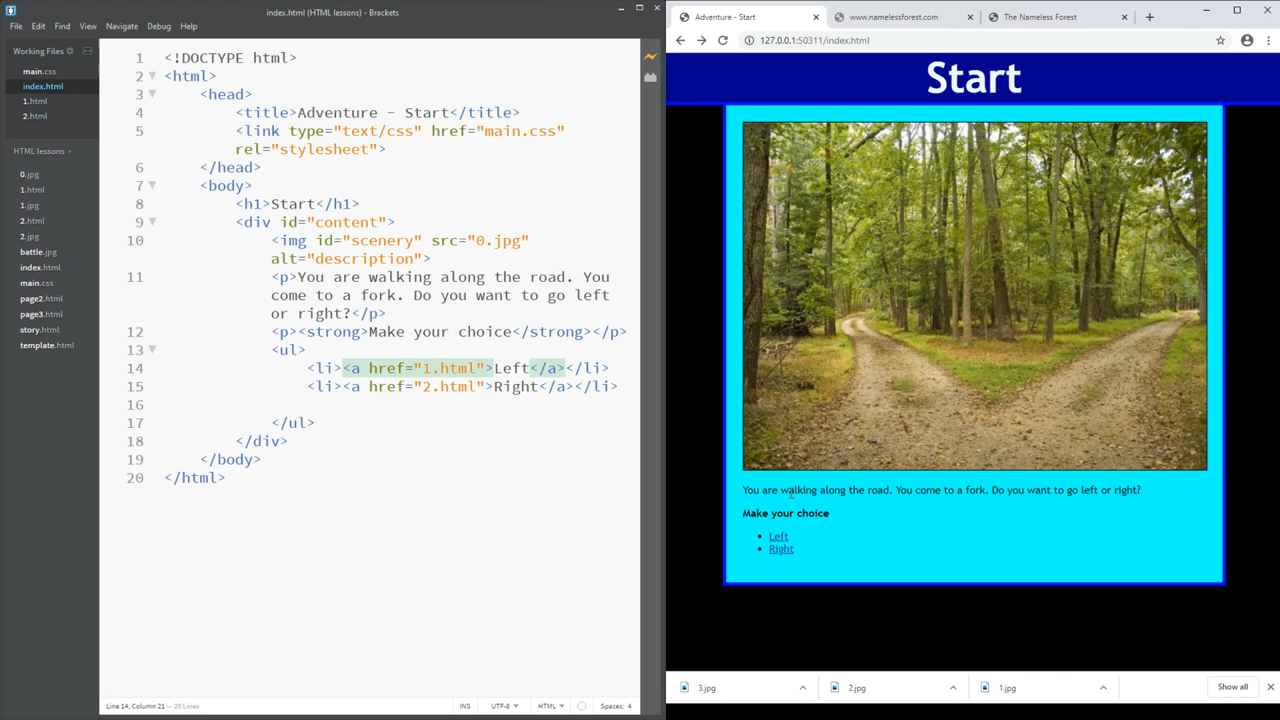 index.html (HTML lessons) - Brackets
File Edit Find View Navigate Debug Help
Working Files
main.css
index.html
1.html
2.html
HTML lessons
0.jpg
1.html
1.jpg
2.html
2.jpg
battle.jpg
index.html
main.css
page2.html
page3.html
story.html
template.html
1 <!DOCTYPE html>
2 <html>
3 <head>
4 <title>Adventure - Start</title>
5 <link type="text/css" href="main.css"
rel="stylesheet">
6 </head>
7 <body>
8 <h1>Start</h1>
9 <div id="content">
10 <img id="scenery" src="0.jpg"
alt="description">
11 <p>You are walking along the road. You
come to a fork. Do you want to go left
or right?</p>
12 <p><strong>Make your choice</strong></p>
13 <ul>
14 <li><a href="1.html">Left</a></li>
15 <li><a href="2.html">Right</a></li>
16
17 </ul>
18 </div>
19 </body>
20 </html>
Line 14, Column 21 — 20 Lines
INS UTF-8 HTML Spaces: 4
Adventure - Start
www.namelessforest.com
The Nameless Forest
127.0.0.1:50311/index.html
Start
You are walking along the road. You come to a fork. Do you want to go left or right?
Make your choice
Left
Right
3.jpg
2.jpg
1.jpg
Show all